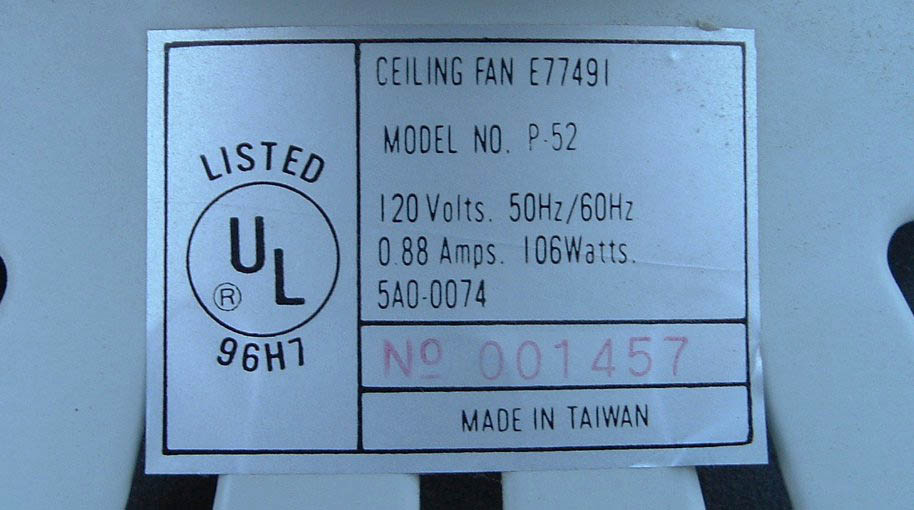 LISTED
UL
®
96H7
CEILING FAN E77491
MODEL NO. P-52
120 Volts. 50Hz/60Hz
0.88 Amps. 106Watts.
5A0-0074
Nº 001457
MADE IN TAIWAN